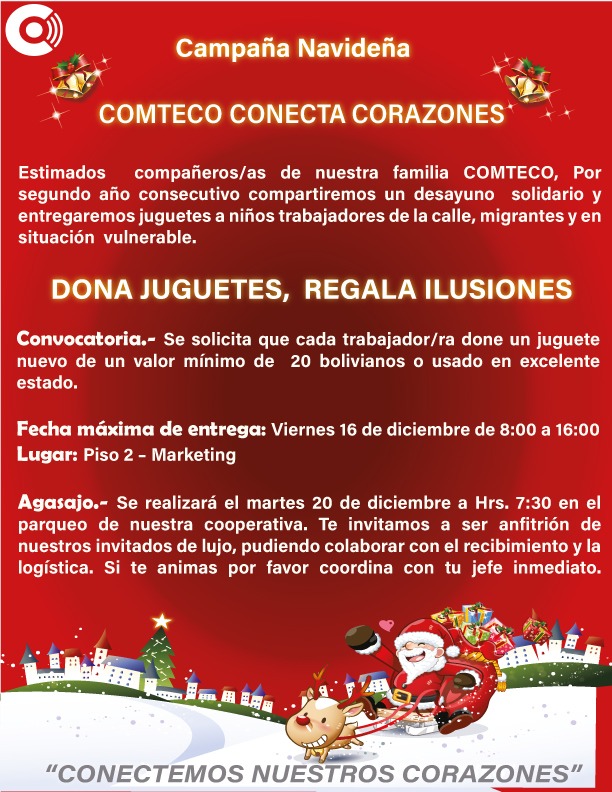 Campaña Navideña
COMTECO CONECTA CORAZONES
Estimados compañeros/as de nuestra familia COMTECO, Por
segundo año consecutivo compartiremos un desayuno solidario y
entregaremos juguetes a niños trabajadores de la calle, migrantes y en
situación vulnerable.
DONA JUGUETES, REGALA ILUSIONES
Convocatoria.- Se solicita que cada trabajador/ra done un juguete
nuevo de un valor mínimo de 20 bolivianos o usado en excelente
estado.
Fecha máxima de entrega: Viernes 16 de diciembre de 8:00 a 16:00
Lugar: Piso 2 – Marketing
Agasajo.- Se realizará el martes 20 de diciembre a Hrs. 7:30 en el
parqueo de nuestra cooperativa. Te invitamos a ser anfitrión de
nuestros invitados de lujo, pudiendo colaborar con el recibimiento y la
logística. Si te animas por favor coordina con tu jefe inmediato.
“CONECTEMOS NUESTROS CORAZONES”